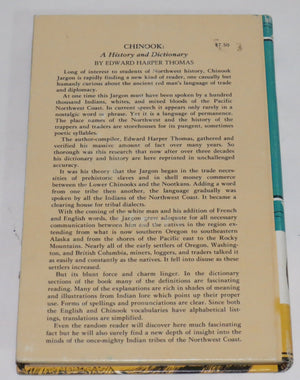 CHINOOK:
$7.50
A History and Dictionary
BY EDWARD HARPER THOMAS
Long of interest to students of Northwest history, Chinook
Jargon is rapidly finding a new kind of reader, one casually but
humanly curious about the ancient red man's language of trade
and diplomacy.
At one time this Jargon must have been spoken by a hundred
thousand Indians, whites, and mixed bloods of the Pacific
Northwest Coast. In current speech it appears only rarely in a
nostalgic word or phrase. Yet it is a language of permanence.
The place names of the Northwest and the history of the
trappers and traders are storehouses for its pungent, sometimes
poetic syllables.
The author-compiler, Edward Harper Thomas, gathered and
verified his massive amount of fact over many years. So
thorough was this research that now after over three decades
his dictionary and history are here reprinted in unchallenged
accuracy.
It was his theory that the Jargon began in the trade neces-
sities of prehistoric slaves and in shell money commerce
between the Lower Chinooks and the Nootkans. Adding a word
from one tribe then another, the language gradually was
spoken by all the Indians of the Northwest Coast. It became a
clearing house for tribal dialects.
With the coming of the white man and his addition of French
and English words, the Jargon grew adequate for all necessary
communication between him and the natives in the region ex-
tending from what is now southern Oregon to southeastern
Alaska and from the shores of the Pacific east to the Rocky
Mountains. Nearly all of the early settlers of Oregon, Washing-
ton, and British Columbia, miners, loggers, and traders talked it
as easily and constantly as the natives. It fell into disuse as these
settlers increased.
But its blunt force and charm linger. In the dictionary
sections of the book many of the definitions are fascinating
reading. Many of the explanations are rich in shades of meaning
and illustrations from Indian lore which point up their proper
use. Forms of spellings and pronunciations are clear. Since both
the English and Chinook vocabularies have alphabetical list-
ings, translations are simplified.
Even the random reader will discover here much fascinating
fact but he will also surely find a new depth of insight into the
minds of the once-mighty Indian tribes of the Northwest Coast.